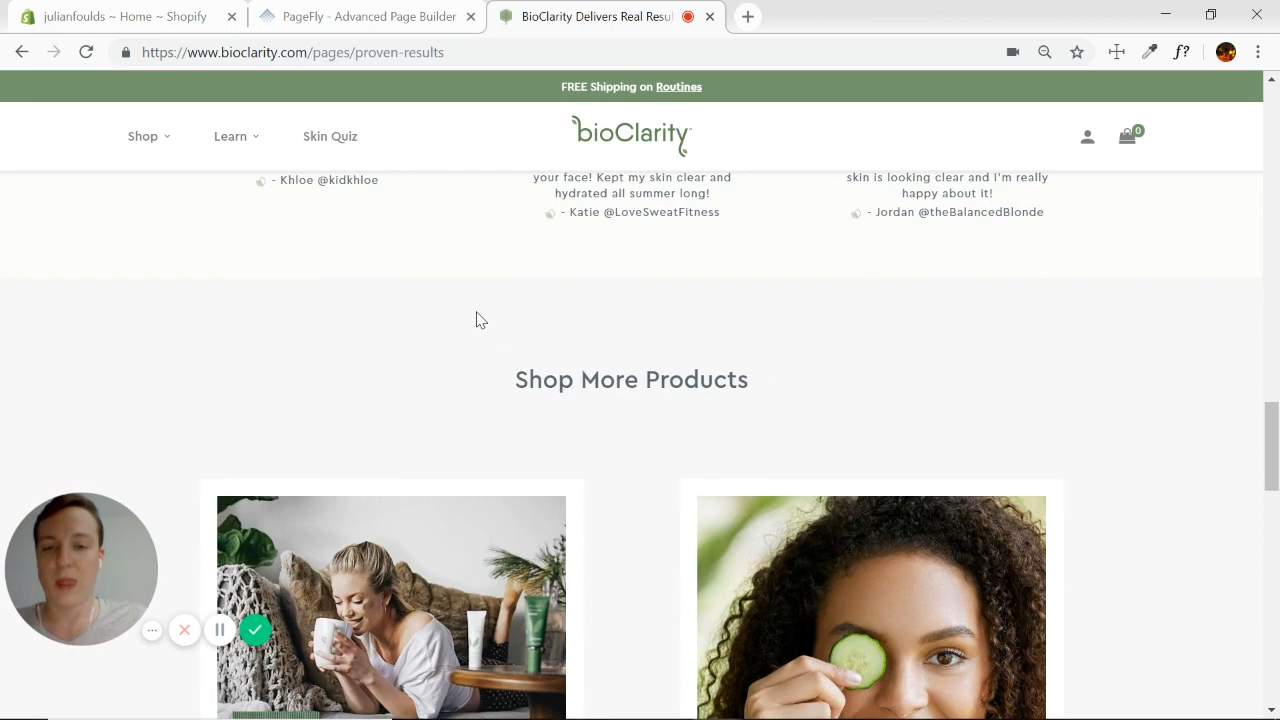 julianfoulds ~ Home ~ Shopify
PageFly - Advanced Page Builder
BioClarity Delivers Real Resul
https://www.bioclarity.com/pages/proven-results
f?
FREE Shipping on Routines
Shop
Learn
Skin Quiz
bioClarity
0
- Khloe @kidkhloe
your face! Kept my skin clear and
hydrated all summer long!
- Katie @LoveSweatFitness
skin is looking clear and I'm really
happy about it!
- Jordan @theBalancedBlonde
Shop More Products